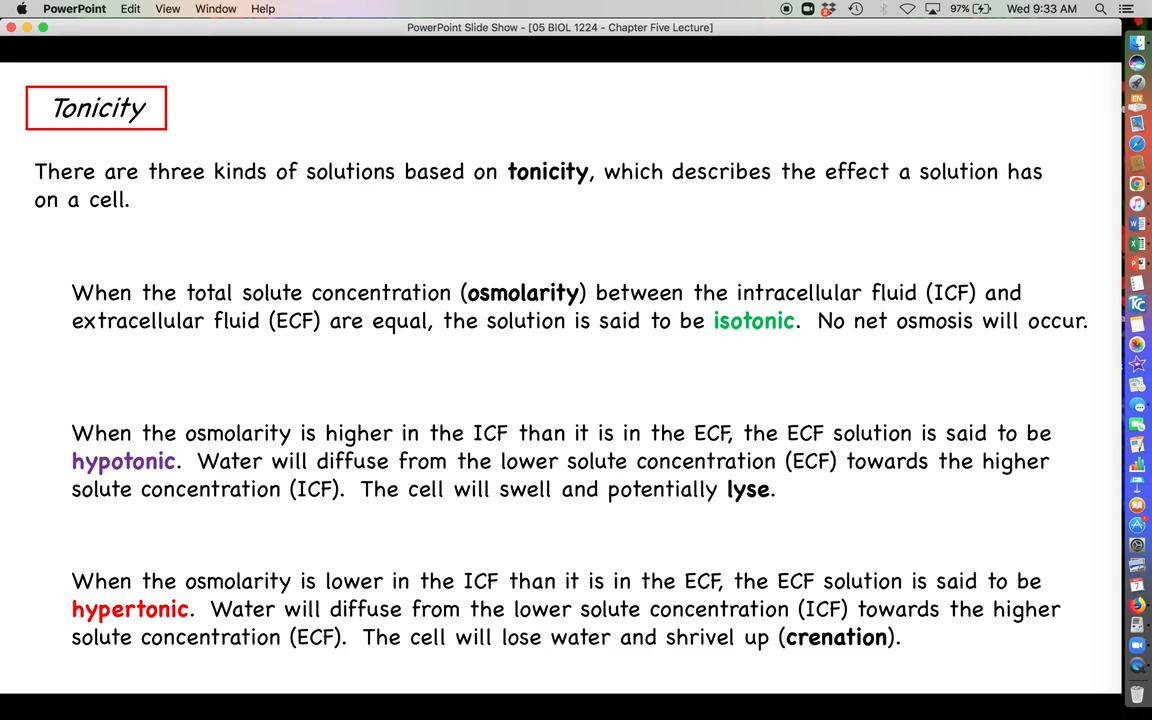 PowerPoint Edit View Window Help 97% Wed 9:33 AM
PowerPoint Slide Show - [05 BIOL 1224 - Chapter Five Lecture]
Tonicity
There are three kinds of solutions based on tonicity, which describes the effect a solution has
on a cell.
When the total solute concentration (osmolarity) between the intracellular fluid (ICF) and
extracellular fluid (ECF) are equal, the solution is said to be isotonic. No net osmosis will occur.
When the osmolarity is higher in the ICF than it is in the ECF, the ECF solution is said to be
hypotonic. Water will diffuse from the lower solute concentration (ECF) towards the higher
solute concentration (ICF). The cell will swell and potentially lyse.
When the osmolarity is lower in the ICF than it is in the ECF, the ECF solution is said to be
hypertonic. Water will diffuse from the lower solute concentration (ICF) towards the higher
solute concentration (ECF). The cell will lose water and shrivel up (crenation).